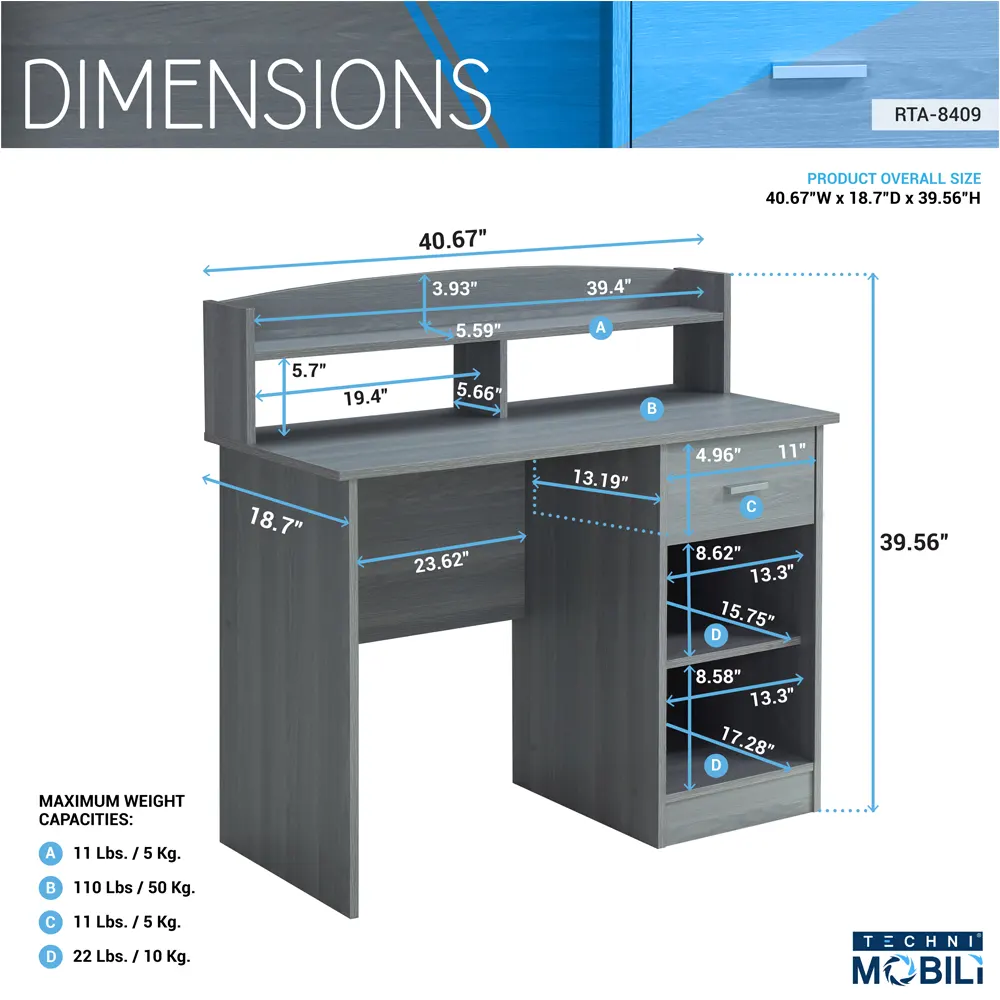 DIMENSIONS
RTA-8409
PRODUCT OVERALL SIZE
40.67"W x 18.7"D x 39.56"H
40.67"
3.93"
39.4"
5.59"
A
5.7"
19.4"
5.66"
B
4.96"
11"
13.19"
C
18.7"
23.62"
39.56"
8.62"
13.3"
15.75"
D
8.58"
13.3"
17.28"
D
MAXIMUM WEIGHT
CAPACITIES:
A 11 Lbs. / 5 Kg.
B 110 Lbs / 50 Kg.
C 11 Lbs. / 5 Kg.
D 22 Lbs. / 10 Kg.
TECHNI®
MOBILI